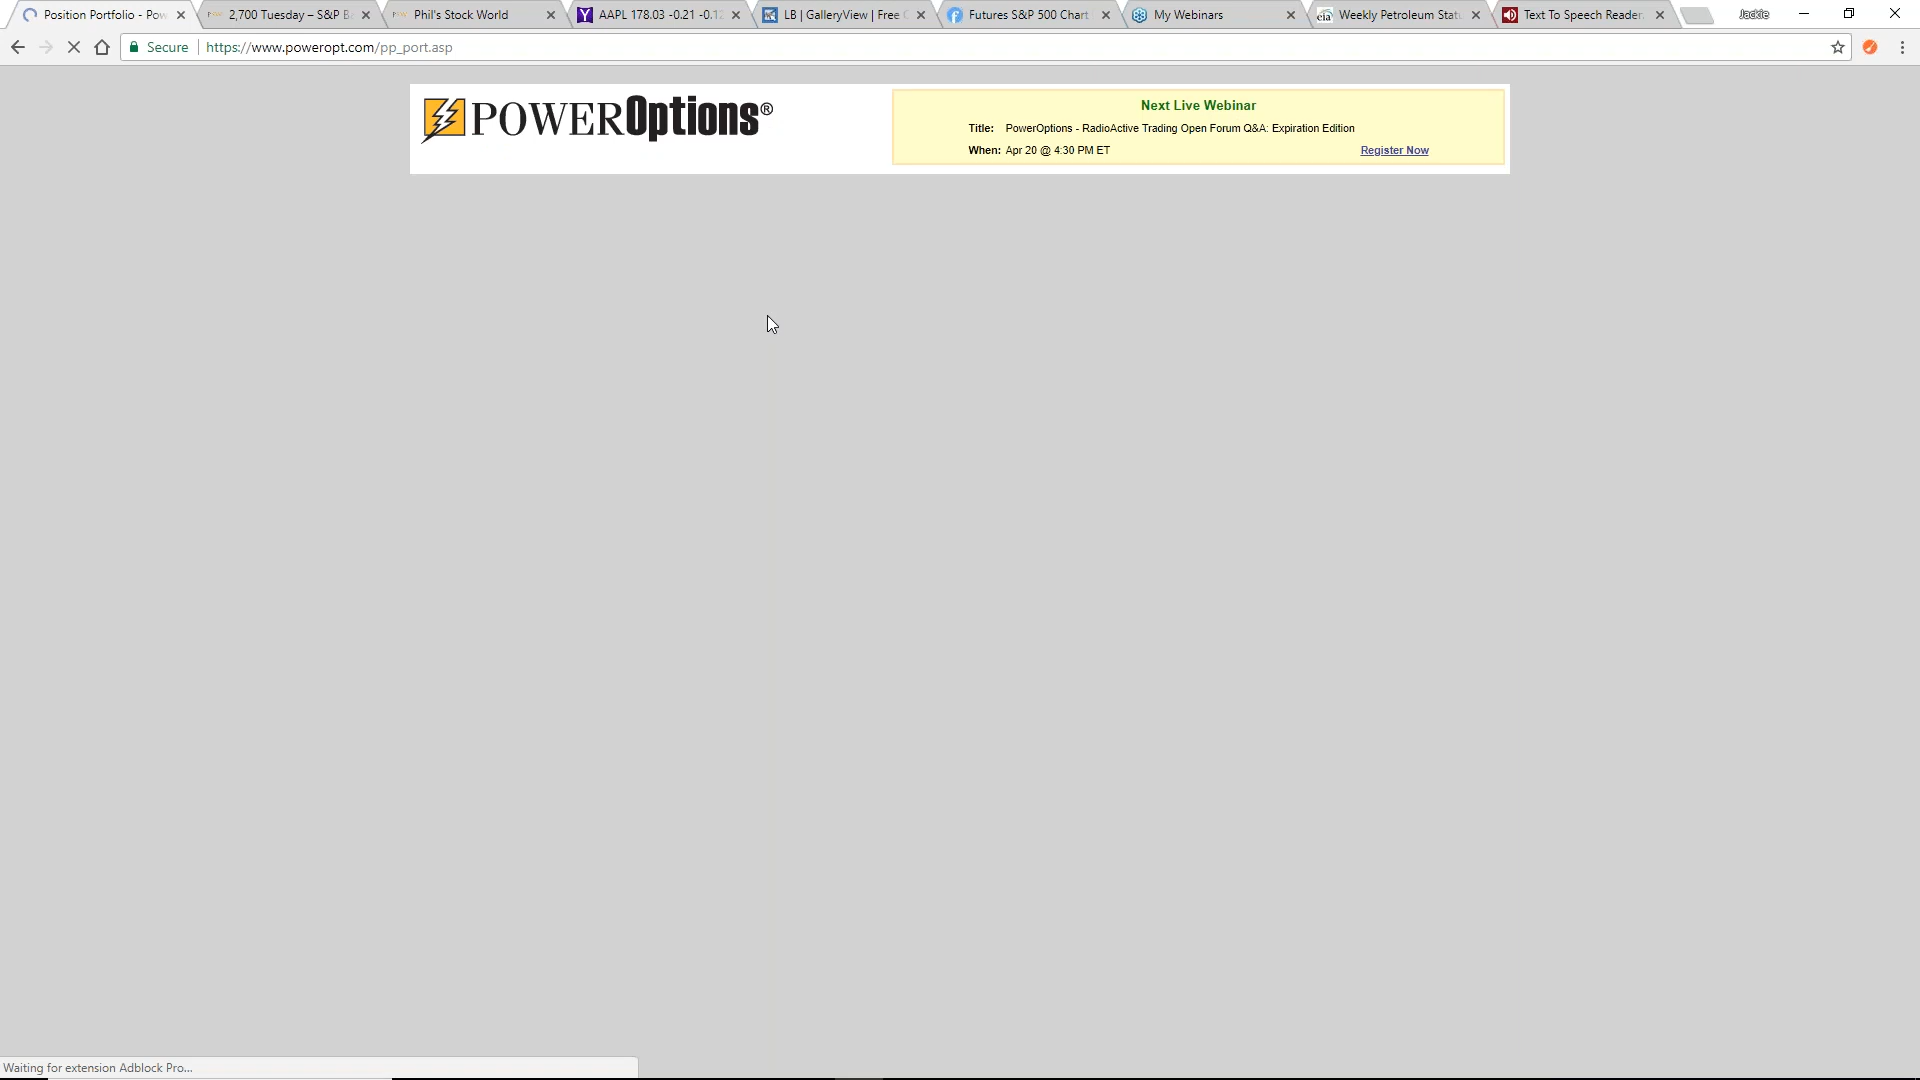 Position Portfolio - Pow
2,700 Tuesday – S&P B
Phil's Stock World
AAPL 178.03 -0.21 -0.1
LB | GalleryView | Free
Futures S&P 500 Chart
My Webinars
Weekly Petroleum Stat
Text To Speech Reader
Jackie
Secure
https://www.poweropt.com/pp_port.asp
POWEROptions®
Next Live Webinar
Title: PowerOptions - RadioActive Trading Open Forum Q&A: Expiration Edition
When: Apr 20 @ 4:30 PM ET
Register Now
Waiting for extension Adblock Pro...